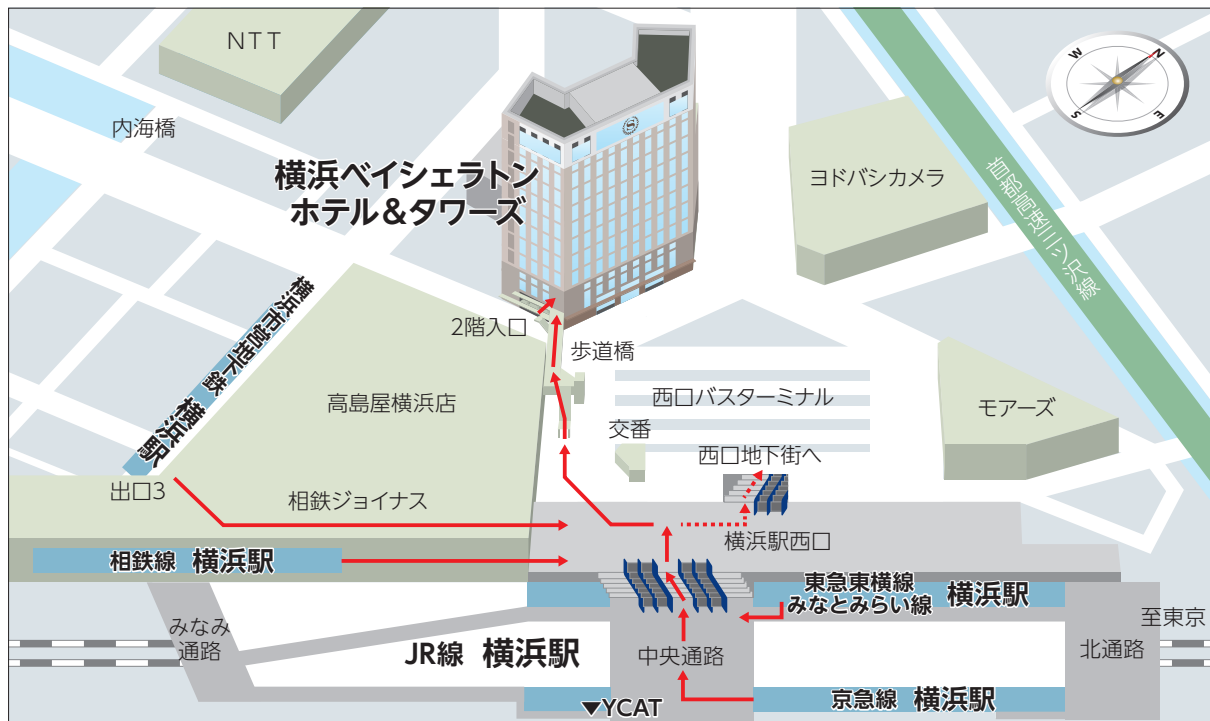 NTT
W
N
S
E
内海橋
横浜ベイシェラトン
ホテル&タワーズ
ヨドバシカメラ
首都高速三ツ沢線
横浜市営地下鉄 横浜駅
2階入口
歩道橋
高島屋横浜店
西口バスターミナル
モアーズ
交番
西口地下街へ
出口3
相鉄ジョイナス
横浜駅西口
相鉄線 横浜駅
東急東横線
みなとみらい線 横浜駅
みなみ
通路
至東京
JR線 横浜駅
中央通路
北通路
京急線 横浜駅
▼YCAT